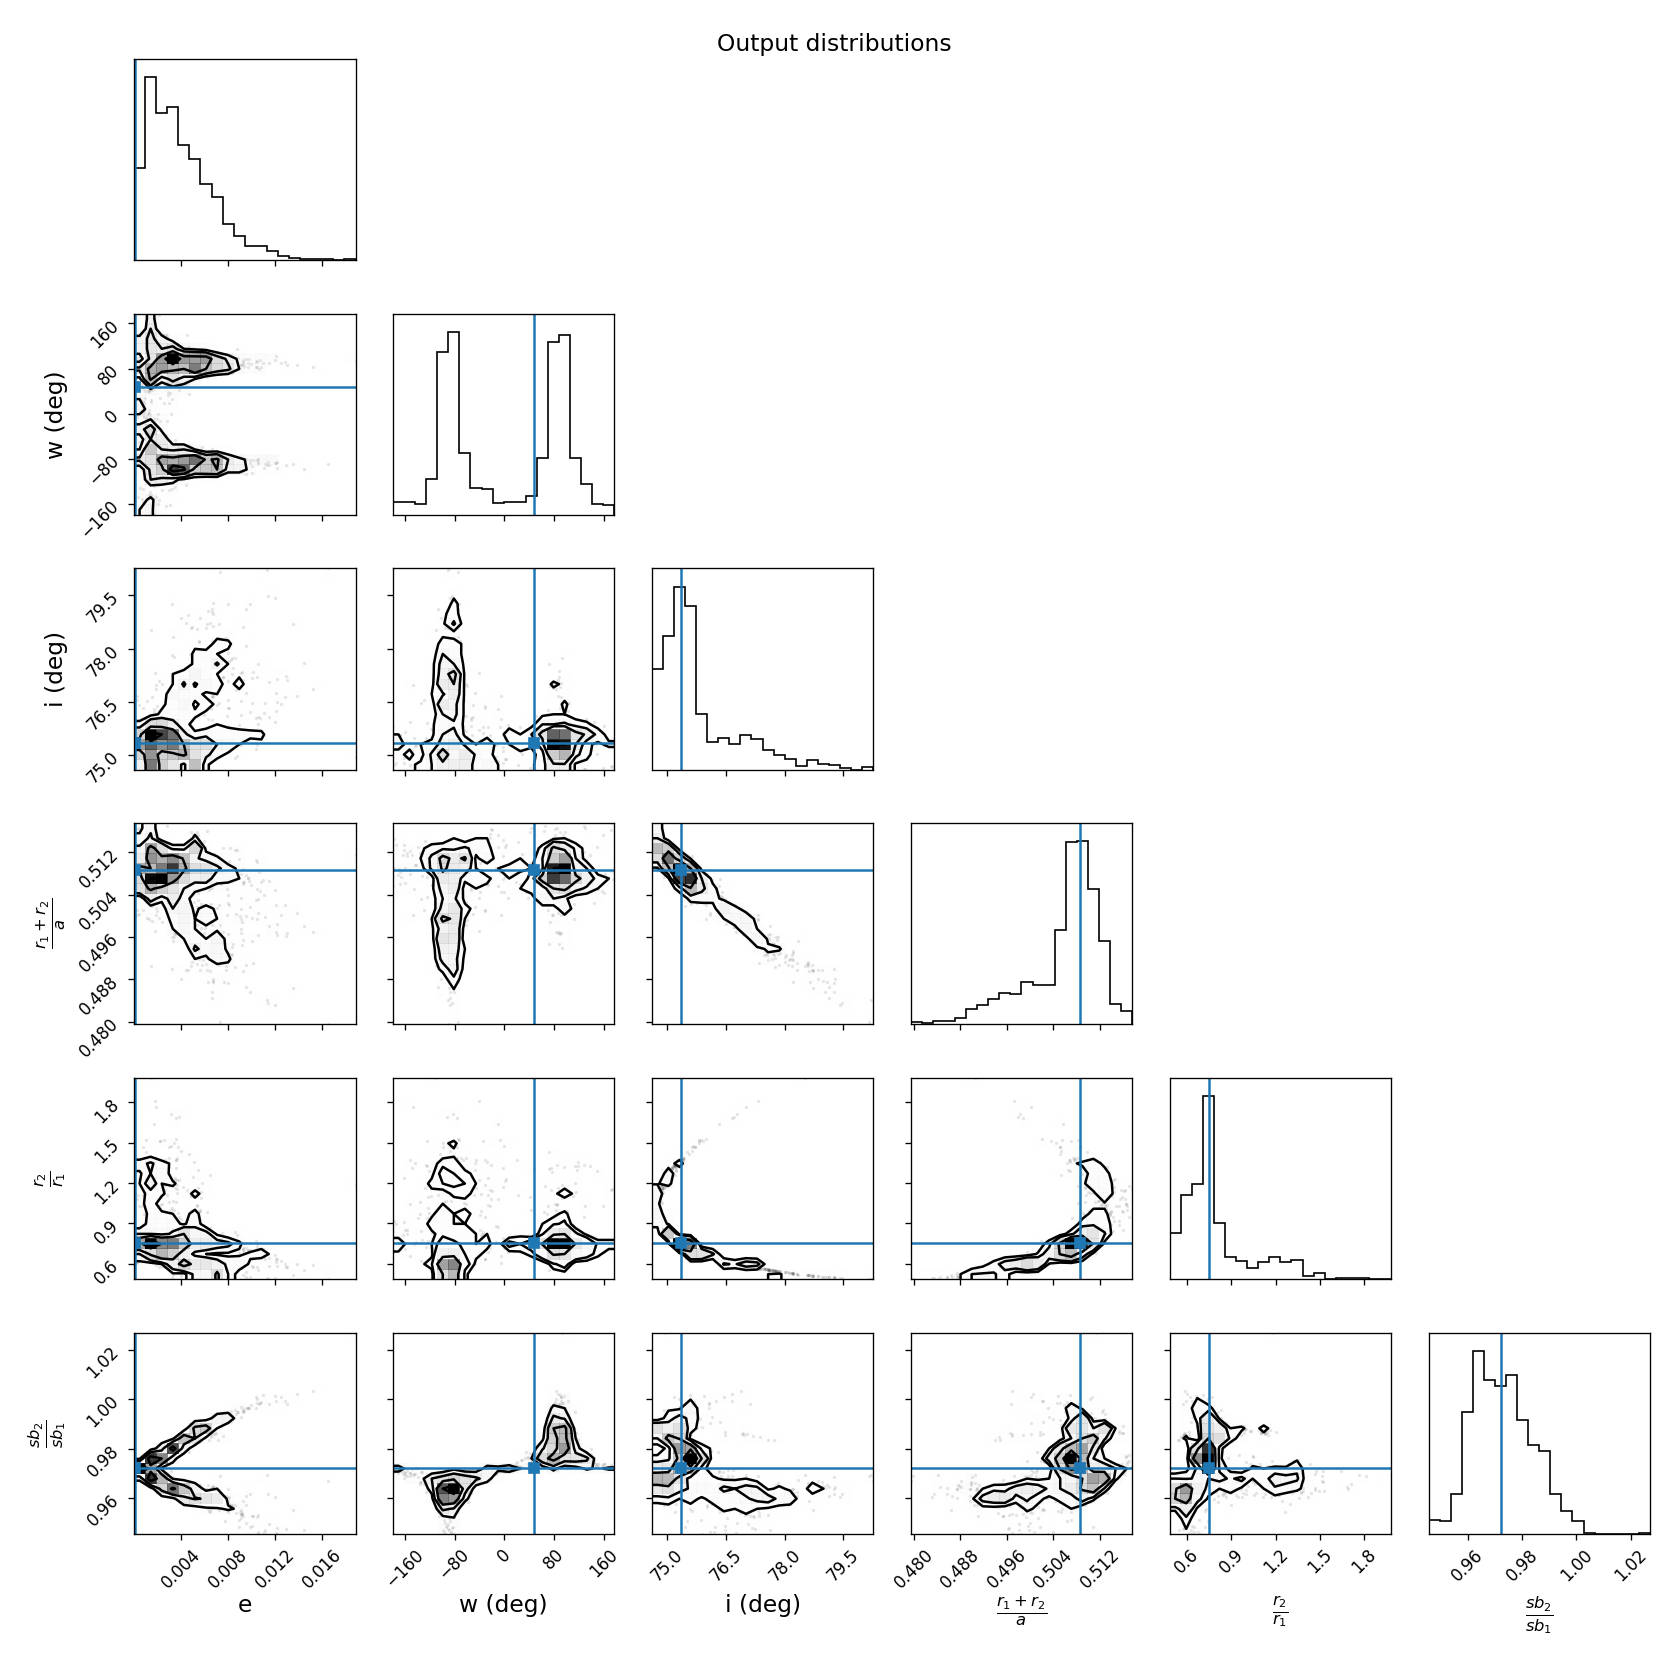 Output distributions
w (deg)
160
80
0
−80
−160
i (deg)
79.5
78.0
76.5
75.0
r₁ + r₂
a
0.512
0.504
0.496
0.488
0.480
r₂
r₁
1.8
1.5
1.2
0.9
0.6
sb₂
sb₁
1.02
1.00
0.98
0.96
0.004 0.008 0.012 0.016
−160 −80 0 80 160
75.0 76.5 78.0 79.5
0.480 0.488 0.496 0.504 0.512
0.6 0.9 1.2 1.5 1.8
0.96 0.98 1.00 1.02
e
w (deg)
i (deg)
r₁ + r₂
a
r₂
r₁
sb₂
sb₁